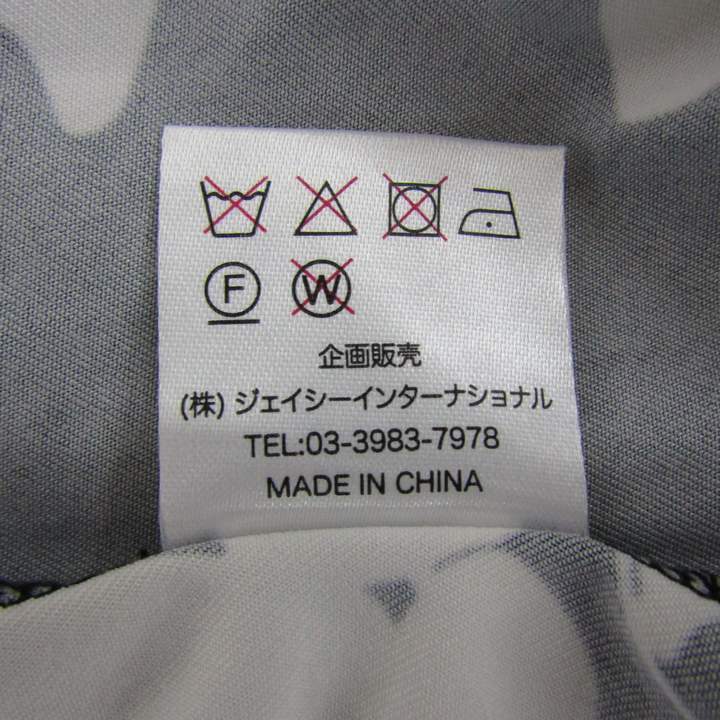 F W
企画販売
(株) ジェイシーインターナショナル
TEL:03-3983-7978
MADE IN CHINA